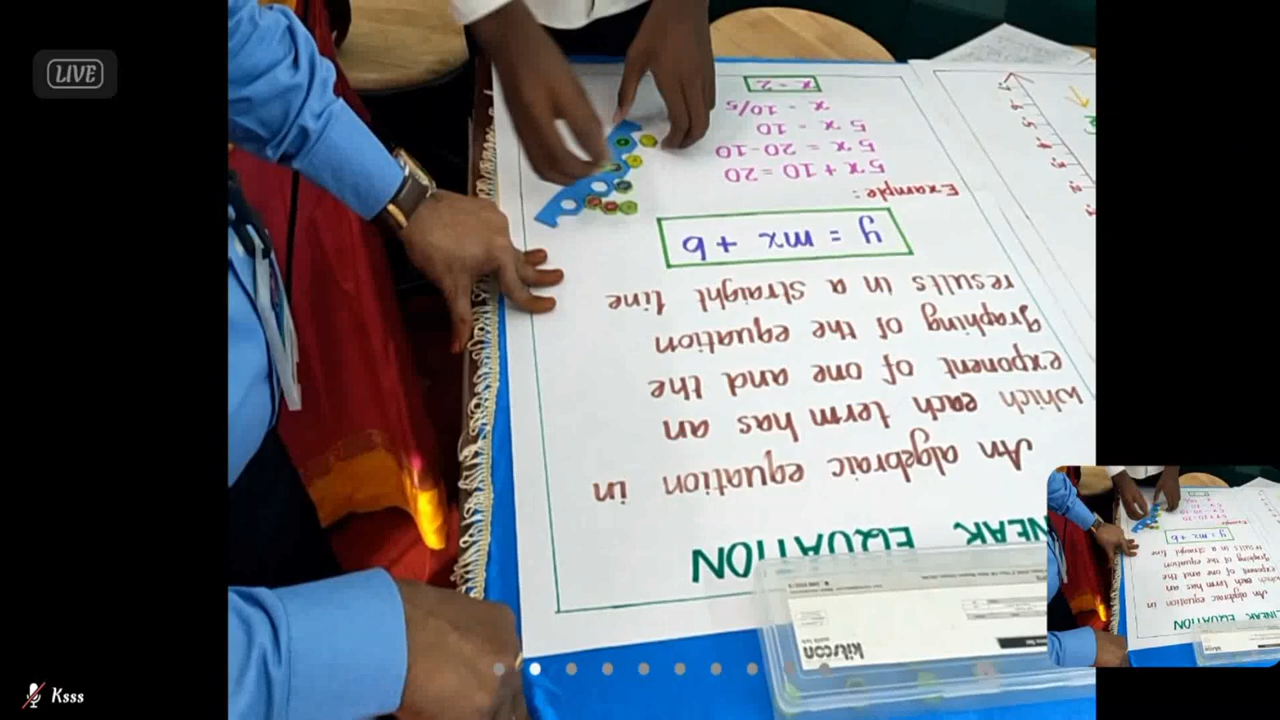 LIVE
LINEAR EQUATION
An algebraic equation in
which each term has an
exponent of one and the
graphing of the equation
results in a straight line
y = mx + b
Example:
5x + 10 = 20
5x = 20-10
5x = 10
x = 10/5
x = 2
kitscon
Ksss